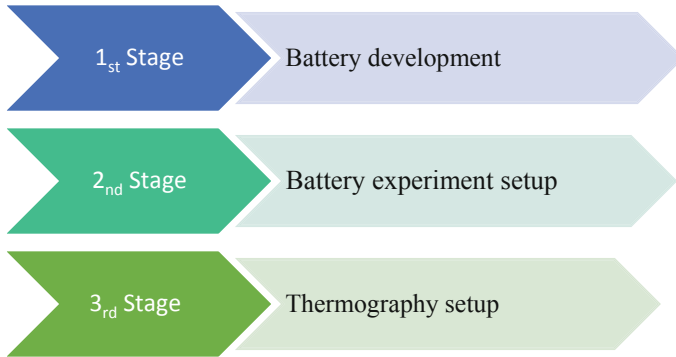 1st Stage
Battery development
2nd Stage
Battery experiment setup
3rd Stage
Thermography setup